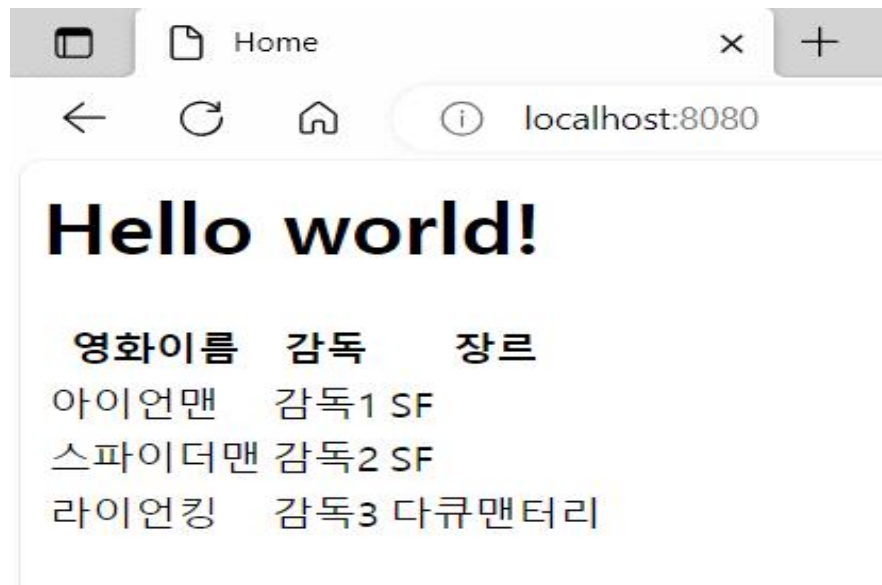 Home
localhost:8080
Hello world!
영화이름 감독 장르
아이언맨 감독1 SF
스파이더맨 감독2 SF
라이언킹 감독3 다큐맨터리